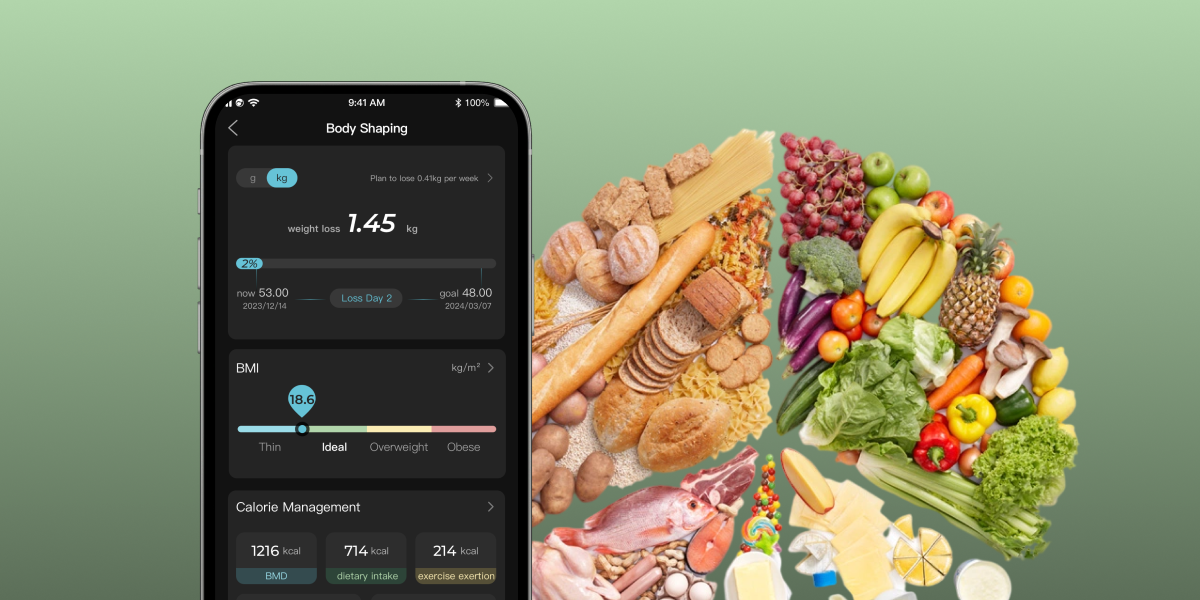 9:41 AM 100%
Body Shaping
g kg Plan to lose 0.41kg per week
weight loss 1.45 kg
2%
now 53.00 Loss Day 2 goal 48.00
2023/12/14 2024/03/07
BMI kg/m²
18.6
Thin Ideal Overweight Obese
Calorie Management
1216 kcal 714 kcal 214 kcal
BMD dietary intake exercise exertion